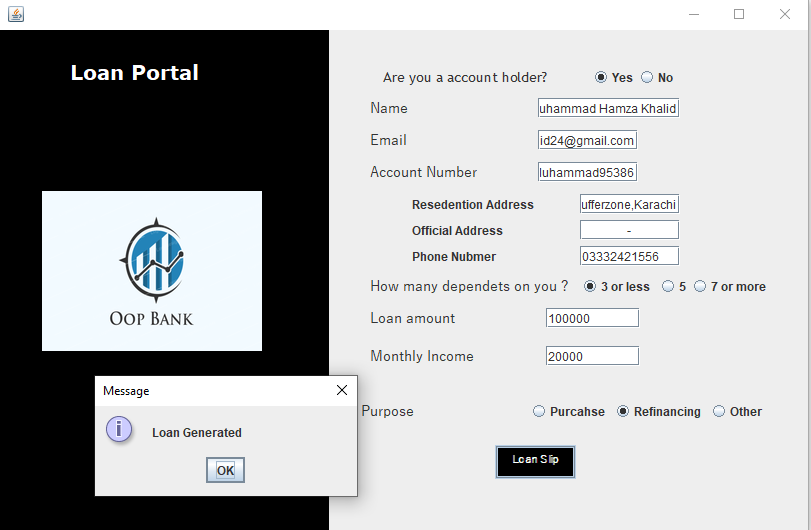 Loan Portal
Are you a account holder? Yes No
Name uhammad Hamza Khalid
Email id24@gmail.com
Account Number luhammad95386
Resedention Address ufferzone,Karachi
Official Address -
Phone Nubmer 03332421556
How many dependets on you ? 3 or less 5 7 or more
Loan amount 100000
Monthly Income 20000
Purpose Purcahse Refinancing Other
Loan Slip
OOP BANK
Message
Loan Generated
OK